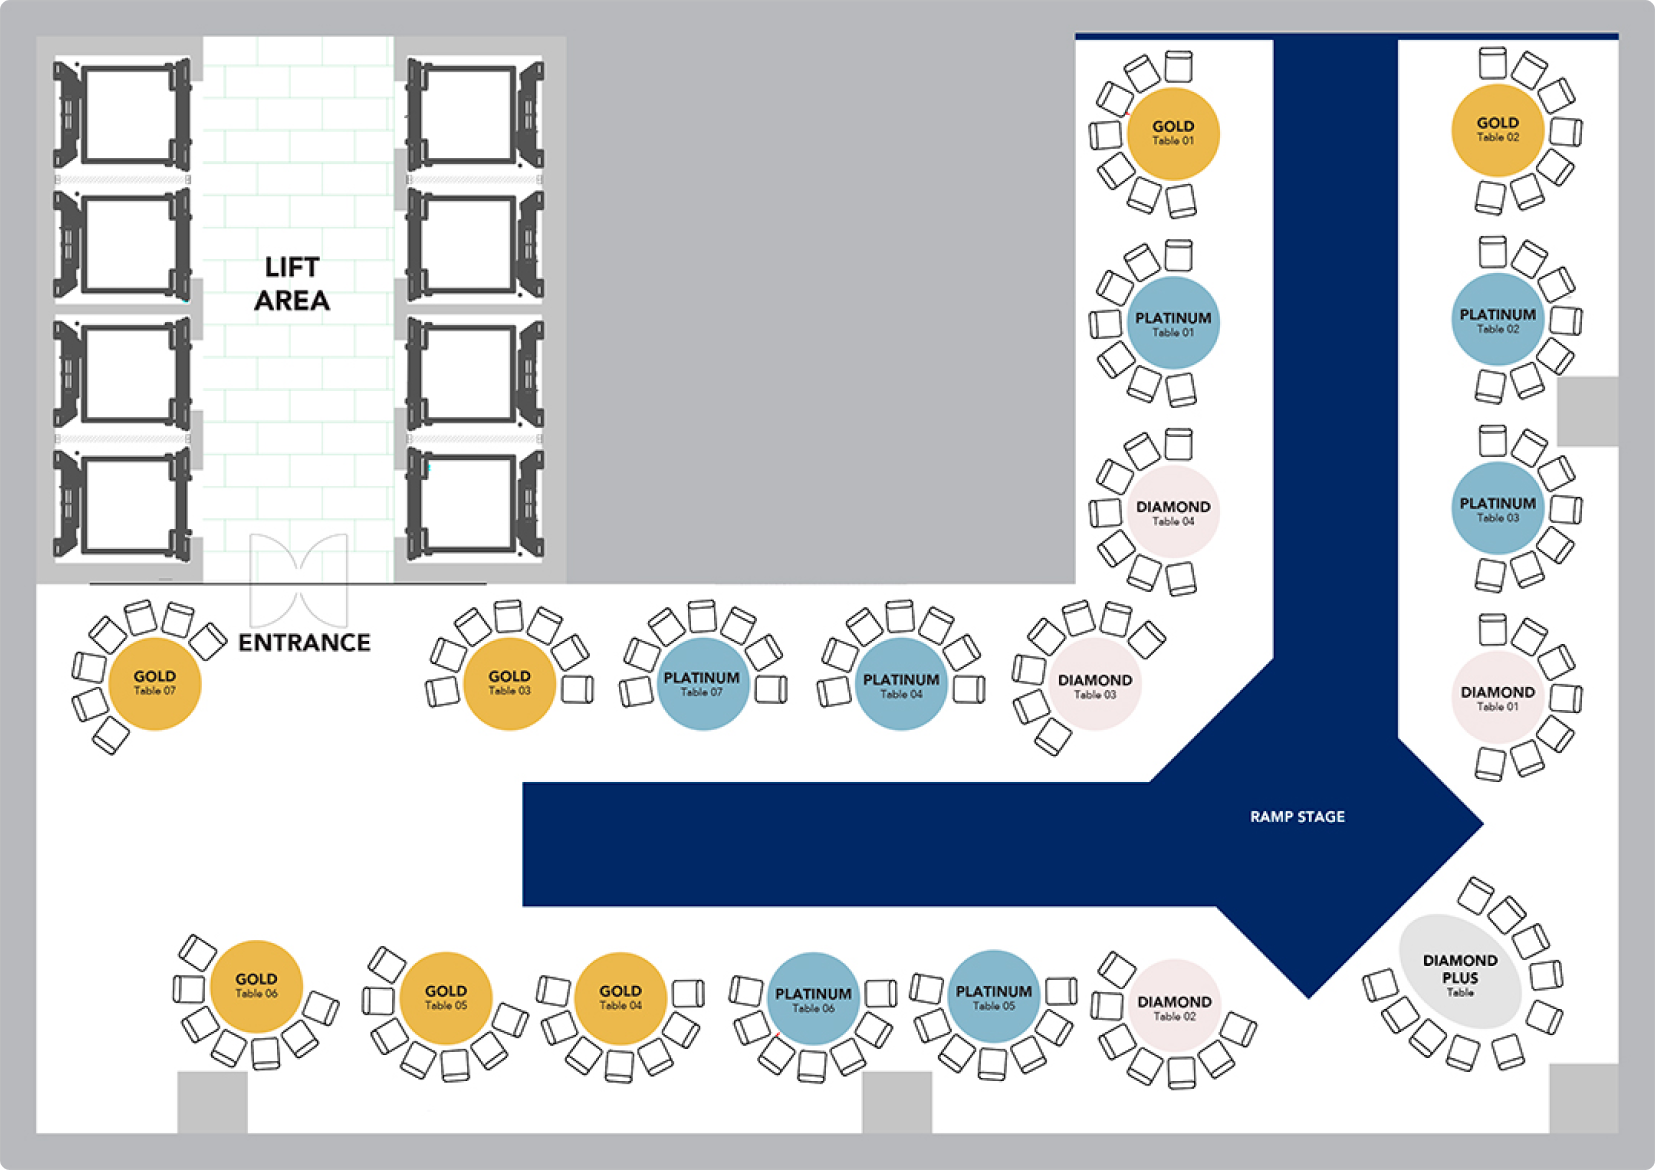 GOLD
Table 01
GOLD
Table 02
LIFT
AREA
PLATINUM
Table 01
PLATINUM
Table 02
DIAMOND
Table 04
PLATINUM
Table 03
ENTRANCE
GOLD
Table 07
GOLD
Table 03
PLATINUM
Table 07
PLATINUM
Table 04
DIAMOND
Table 03
DIAMOND
Table 01
RAMP STAGE
GOLD
Table 06
GOLD
Table 05
GOLD
Table 04
PLATINUM
Table 06
PLATINUM
Table 05
DIAMOND
Table 02
DIAMOND
PLUS
Table